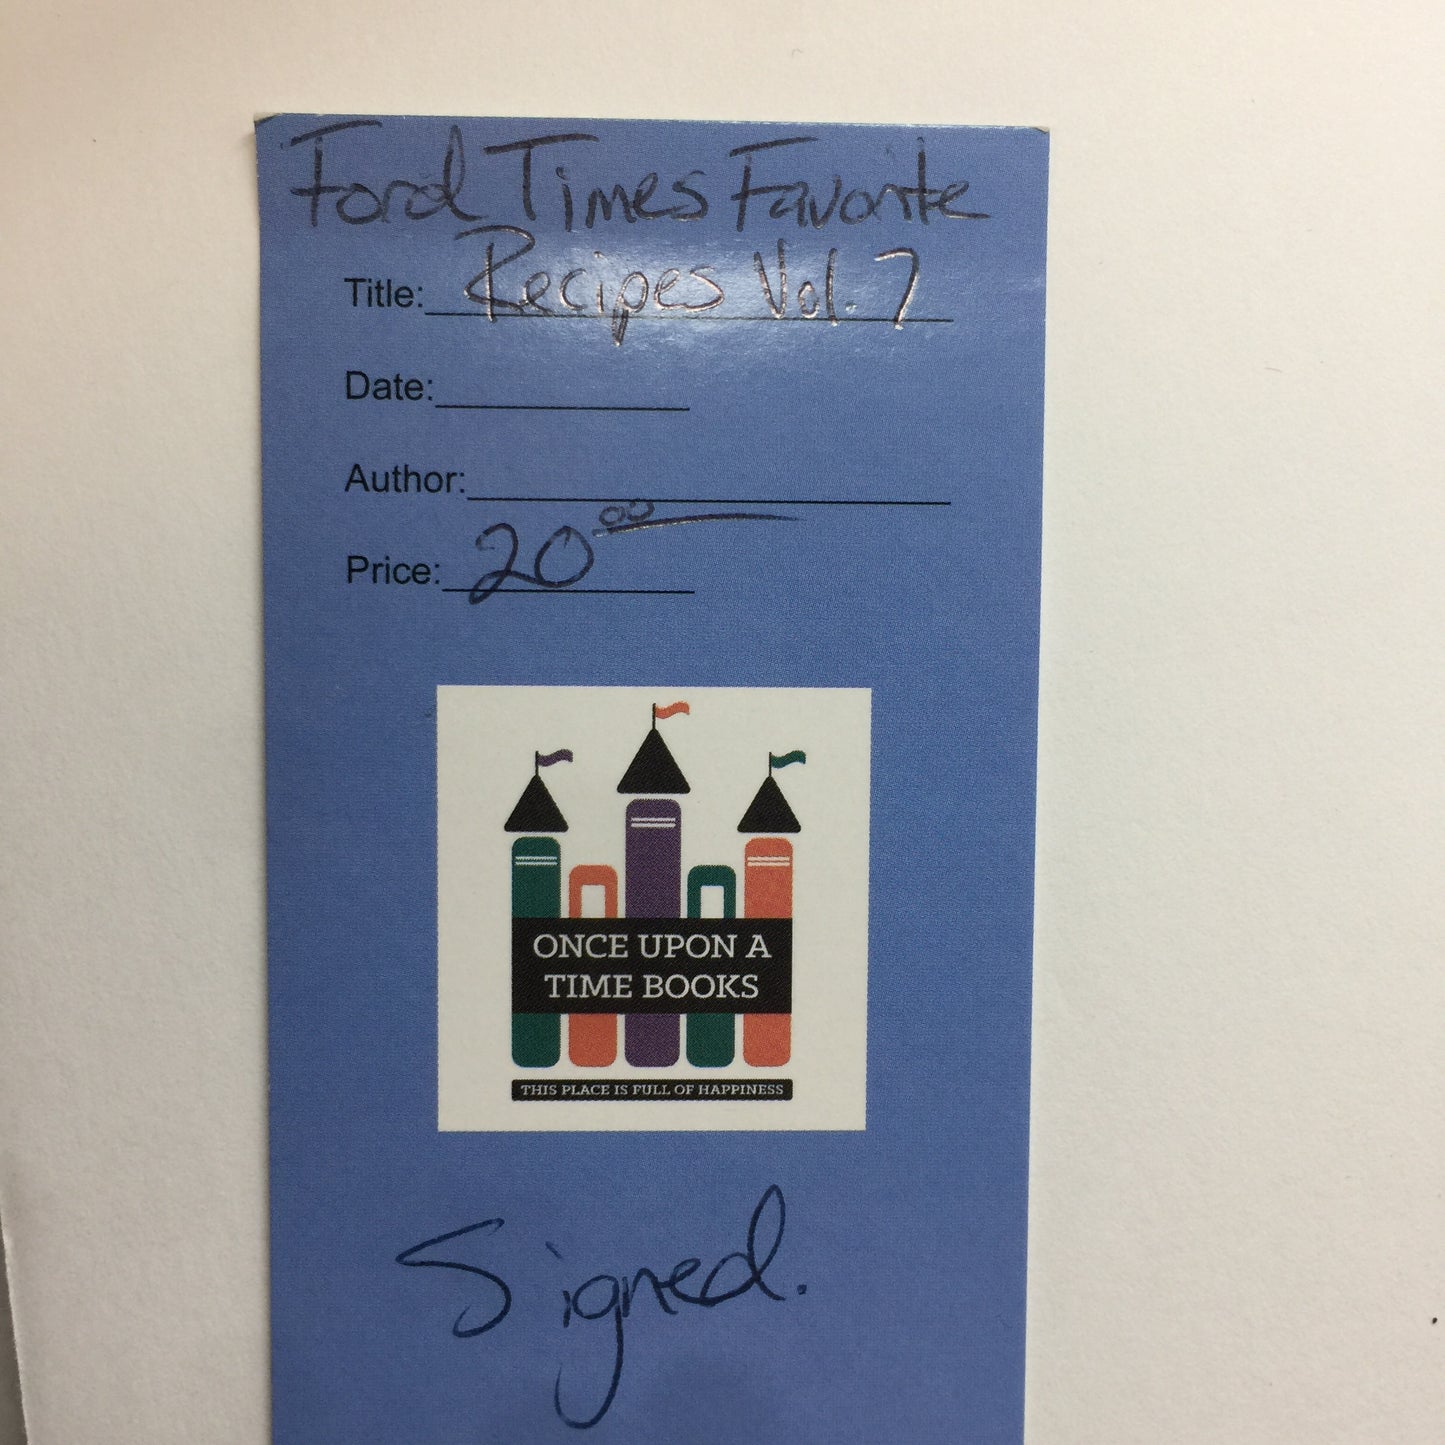 Ford Times Favorite
Title: Recipes Vol. 7
Date:
Author:
Price: 20 00
ONCE UPON A
TIME BOOKS
THIS PLACE IS FULL OF HAPPINESS
Signed.